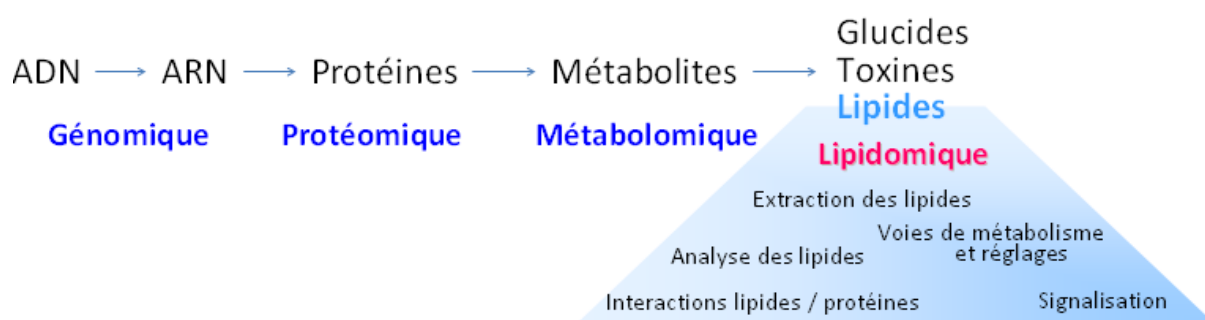 Glucides
ADN → ARN → Protéines → Métabolites → Toxines
Lipides
Génomique Protéomique Métabolomique
Lipidomique
Extraction des lipides
Voies de métabolisme
et réglages
Analyse des lipides
Interactions lipides / protéines
Signalisation